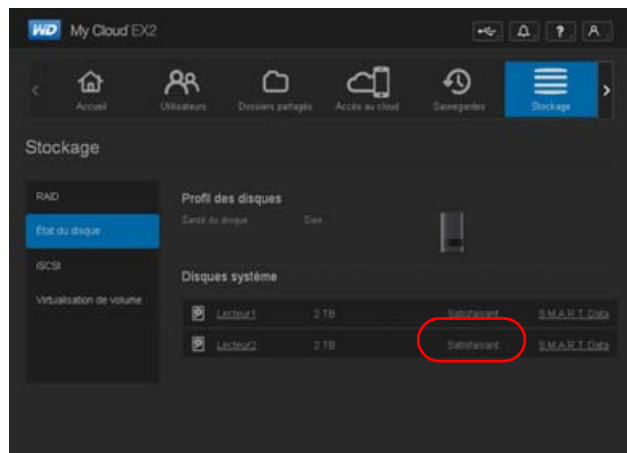 WD My Cloud EX2
?
Accueil Utilisateurs Dossiers partagés Accès au cloud Sauvegardes Stockage
Stockage
RAID
État du disque
iSCSI
Virtualisation de volume
Profil des disques
Santé du disque Sain
Disques système
Lecteur1 2 TB Satisfaisant S.M.A.R.T. Data
Lecteur2 2 TB Satisfaisant S.M.A.R.T. Data